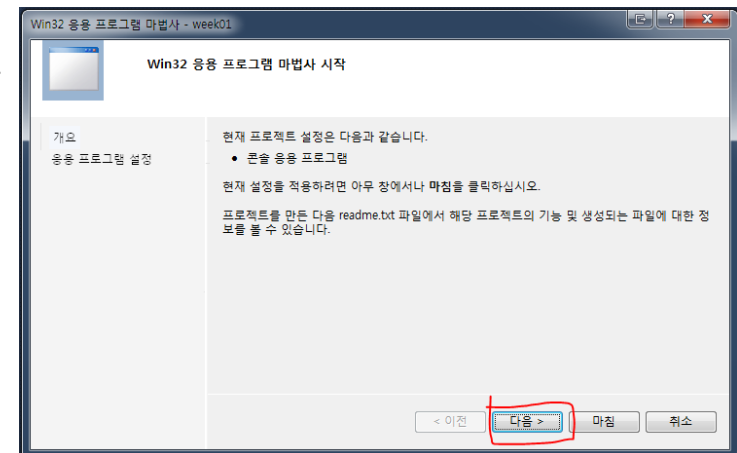 Win32 응용 프로그램 마법사 - week01
Win32 응용 프로그램 마법사 시작
개요
응용 프로그램 설정
현재 프로젝트 설정은 다음과 같습니다.
• 콘솔 응용 프로그램
현재 설정을 적용하려면 아무 창에서나 마침을 클릭하십시오.
프로젝트를 만든 다음 readme.txt 파일에서 해당 프로젝트의 기능 및 생성되는 파일에 대한 정
보를 볼 수 있습니다.
< 이전
다음 >
마침
취소